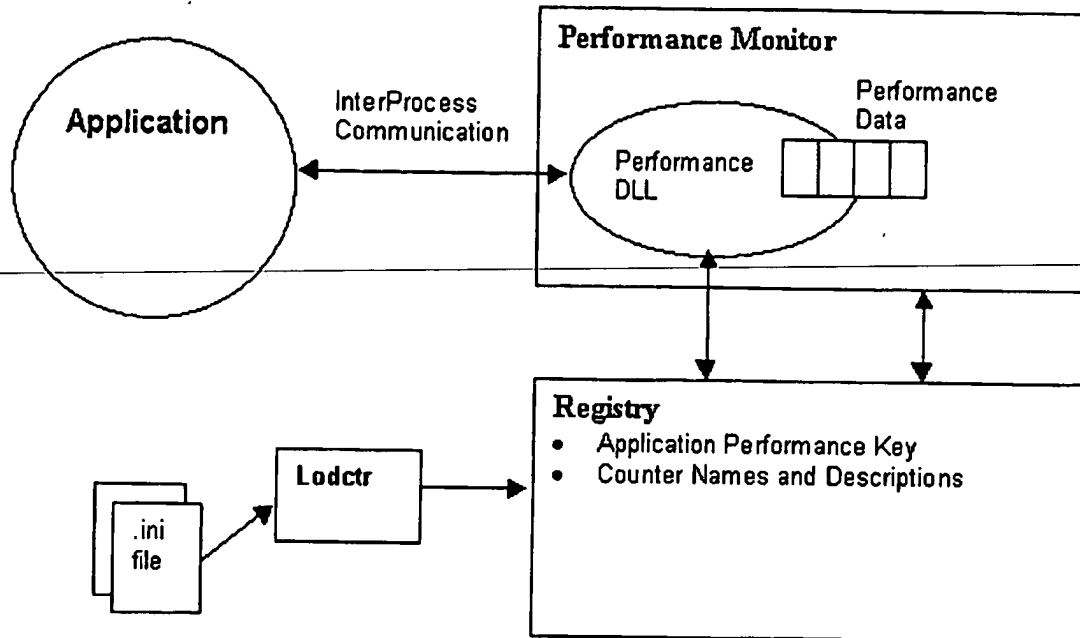 Performance Monitor
Application
InterProcess
Communication
Performance
Data
Performance
DLL
Registry
• Application Performance Key
• Counter Names and Descriptions
Lodctr
.ini
file